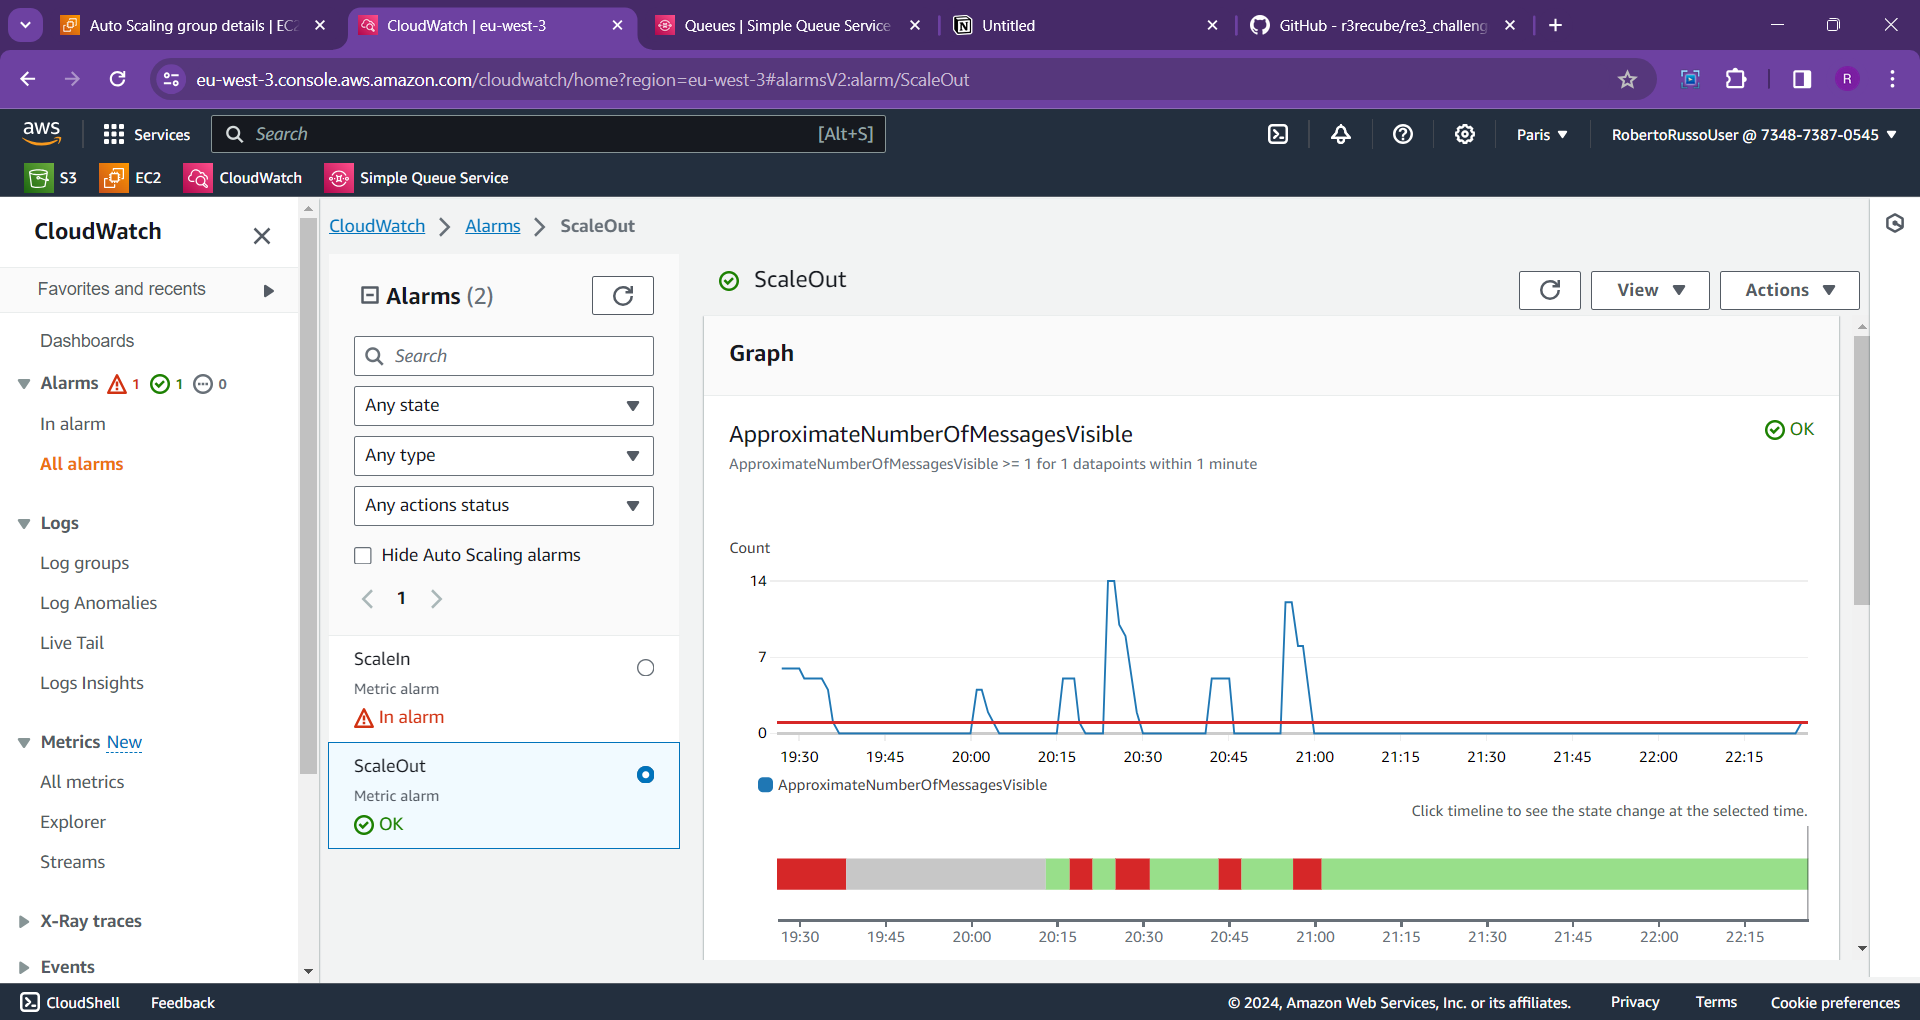 Auto Scaling group details | EC2
CloudWatch | eu-west-3
Queues | Simple Queue Service
Untitled
GitHub - r3recube/re3_challeng
eu-west-3.console.aws.amazon.com/cloudwatch/home?region=eu-west-3#alarmsV2:alarm/ScaleOut
R
aws
Services
Search
[Alt+S]
Paris
RobertoRussoUser @ 7348-7387-0545
S3
EC2
CloudWatch
Simple Queue Service
CloudWatch
Favorites and recents
Dashboards
Alarms 1 1 0
In alarm
All alarms
Logs
Log groups
Log Anomalies
Live Tail
Logs Insights
Metrics New
All metrics
Explorer
Streams
X-Ray traces
Events
CloudWatch
Alarms
ScaleOut
Alarms (2)
Search
Any state
Any type
Any actions status
Hide Auto Scaling alarms
1
ScaleIn
Metric alarm
In alarm
ScaleOut
Metric alarm
OK
ScaleOut
View
Actions
Graph
ApproximateNumberOfMessagesVisible
OK
ApproximateNumberOfMessagesVisible >= 1 for 1 datapoints within 1 minute
Count
14
7
0
19:30 19:45 20:00 20:15 20:30 20:45 21:00 21:15 21:30 21:45 22:00 22:15
ApproximateNumberOfMessagesVisible
Click timeline to see the state change at the selected time.
19:30 19:45 20:00 20:15 20:30 20:45 21:00 21:15 21:30 21:45 22:00 22:15
CloudShell
Feedback
© 2024, Amazon Web Services, Inc. or its affiliates.
Privacy
Terms
Cookie preferences